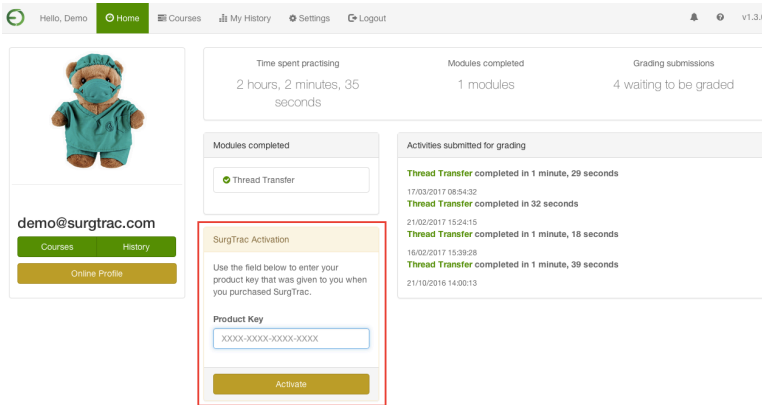 Hello, Demo Home Courses My History Settings Logout v1.3.
Time spent practising
2 hours, 2 minutes, 35
seconds
Modules completed
1 modules
Grading submissions
4 waiting to be graded
demo@surgtrac.com
Courses History
Online Profile
Modules completed
Thread Transfer
SurgTrac Activation
Use the field below to enter your
product key that was given to you when
you purchased SurgTrac.
Product Key
XXXX-XXXX-XXXX-XXXX
Activate
Activities submitted for grading
Thread Transfer completed in 1 minute, 29 seconds
17/03/2017 08:54:32
Thread Transfer completed in 32 seconds
21/02/2017 15:24:15
Thread Transfer completed in 1 minute, 18 seconds
16/02/2017 15:39:28
Thread Transfer completed in 1 minute, 39 seconds
21/10/2016 14:00:13